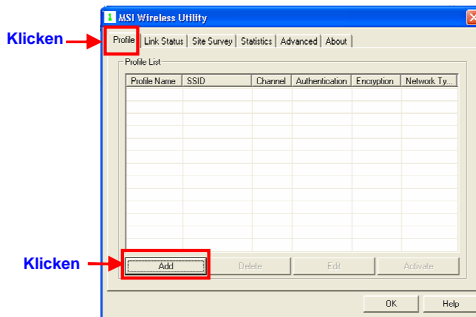 MSI Wireless Utility
Klicken
Profile Link Status Site Survey Statistics Advanced About
Profile List
Profile Name SSID Channel Authentication Encryption Network Ty...
Klicken
Add Delete Edit Activate
OK Help